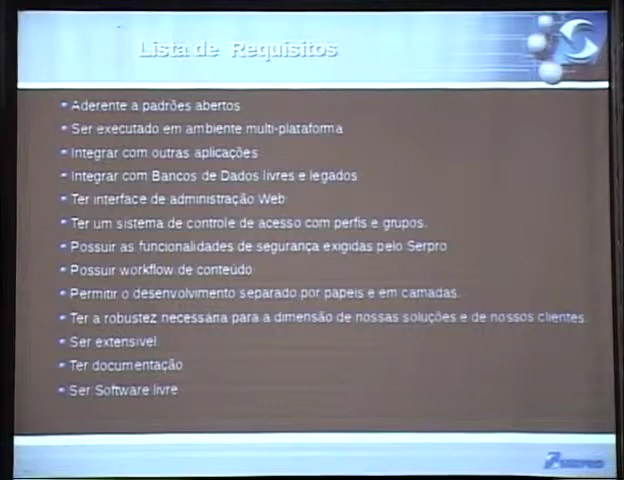 Lista de Requisitos
Aderente a padrões abertos
Ser executado em ambiente multi-plataforma
Integrar com outras aplicações
Integrar com Bancos de Dados livres e legados
Ter interface de administração Web
Ter um sistema de controle de acesso com perfis e grupos.
Possuir as funcionalidades de segurança exigidas pelo Serpro
Possuir workflow de conteúdo
Permitir o desenvolvimento separado por papeis e em camadas.
Ter a robustez necessária para a dimensão de nossas soluções e de nossos clientes.
Ser extensível
Ter documentação
Ser Software livre